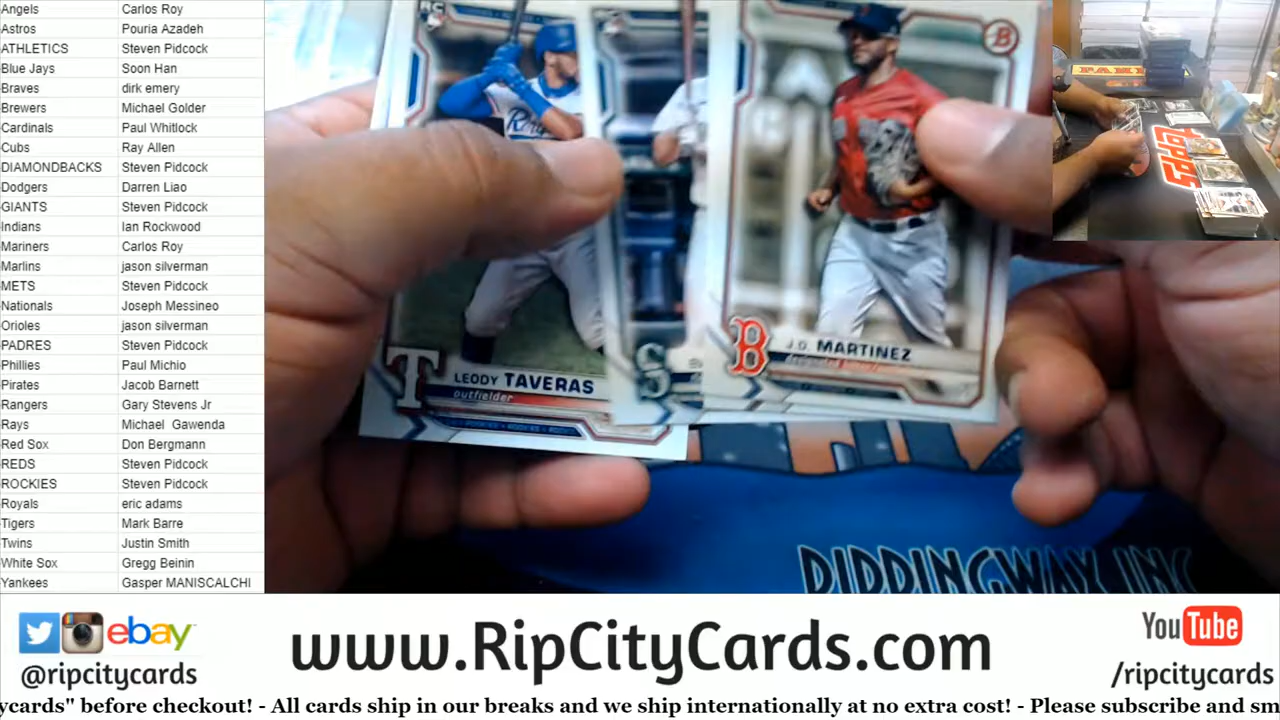 Angels Carlos Roy
Astros Pouria Azadeh
ATHLETICS Steven Pidcock
Blue Jays Soon Han
Braves dirk emery
Brewers Michael Golder
Cardinals Paul Whitlock
Cubs Ray Allen
DIAMONDBACKS Steven Pidcock
Dodgers Darren Liao
GIANTS Steven Pidcock
Indians Ian Rockwood
Mariners Carlos Roy
Marlins jason silverman
METS Steven Pidcock
Nationals Joseph Messineo
Orioles jason silverman
PADRES Steven Pidcock
Phillies Paul Michio
Pirates Jacob Barnett
Rangers Gary Stevens Jr
Rays Michael Gawenda
Red Sox Don Bergmann
REDS Steven Pidcock
ROCKIES Steven Pidcock
Royals eric adams
Tigers Mark Barre
Twins Justin Smith
White Sox Gregg Beinin
Yankees Gasper MANISCALCHI
RC
B
T
LEODY TAVERAS
outfielder
S
B
J.D. MARTINEZ
TOPPS
RIPPINGWAX INC
ebay
@ripcitycards
www.RipCityCards.com
YouTube
/ripcitycards
ycards" before checkout! - All cards ship in our breaks and we ship internationally at no extra cost! - Please subscribe and sm